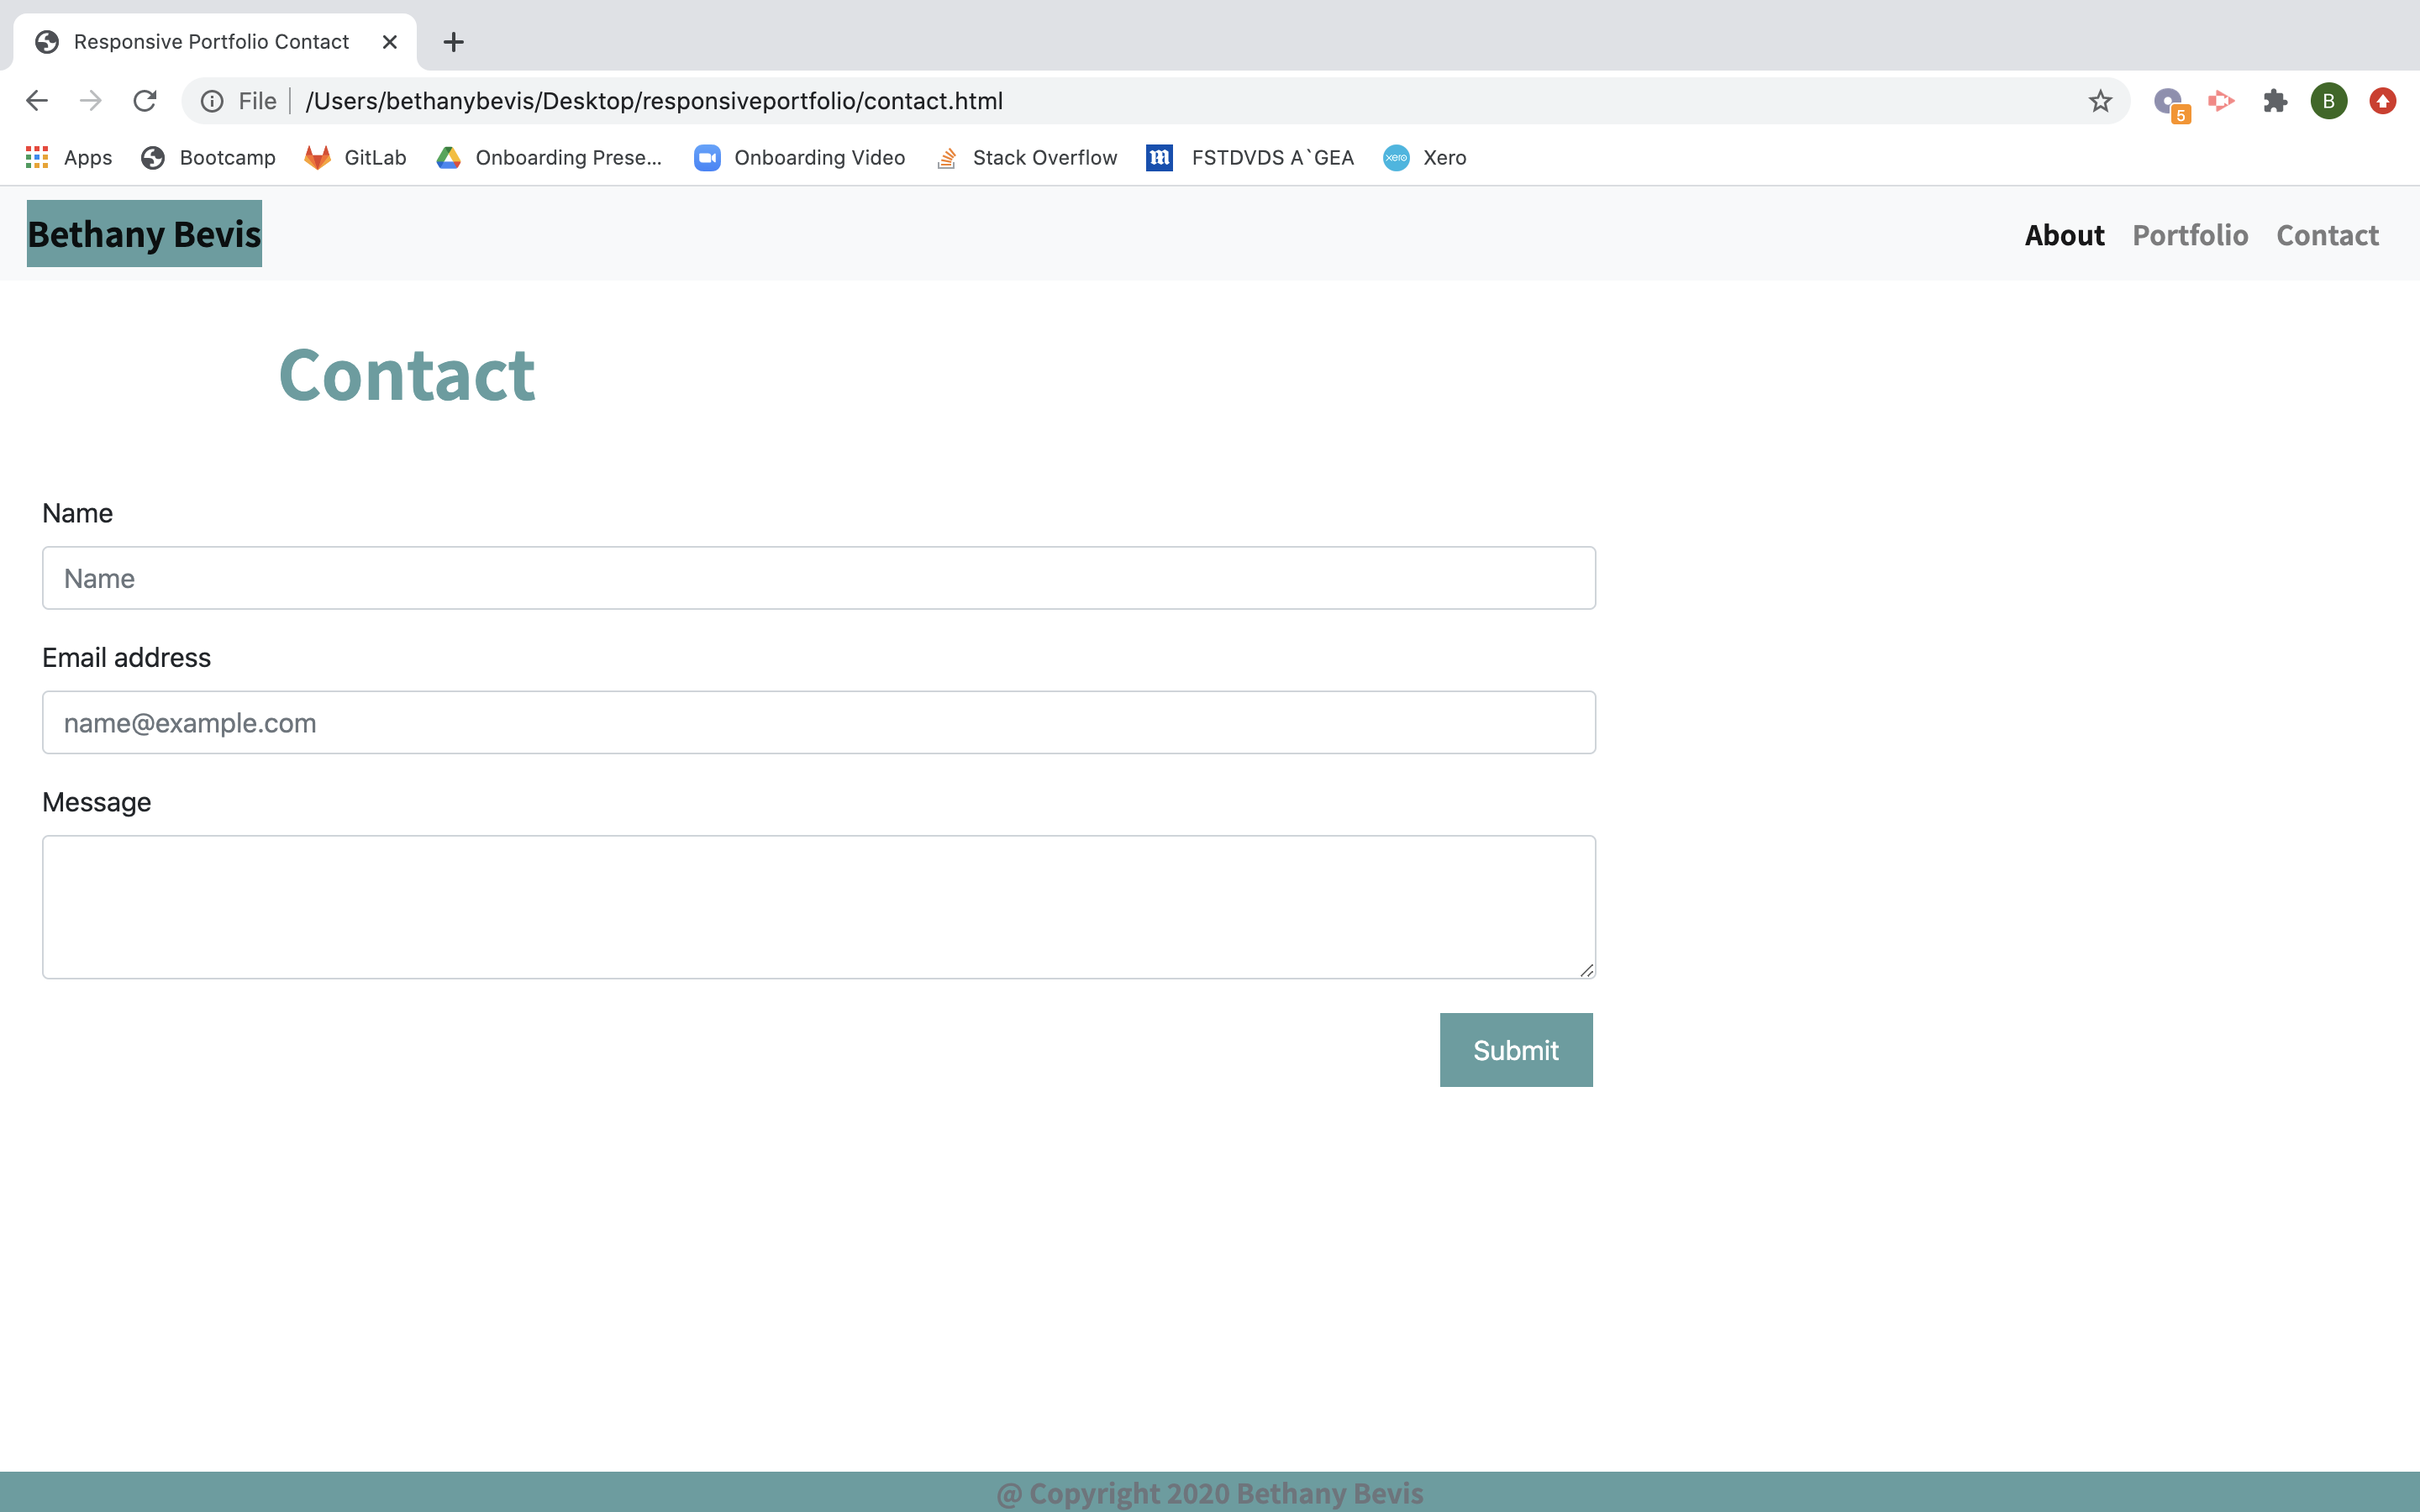 Responsive Portfolio Contact
File /Users/bethanybevis/Desktop/responsiveportfolio/contact.html
5
B
Apps Bootcamp GitLab Onboarding Prese... Onboarding Video Stack Overflow m FSTDVDS A`GEA xero Xero
Bethany Bevis About Portfolio Contact
Contact
Name
Name
Email address
name@example.com
Message
Submit
@ Copyright 2020 Bethany Bevis